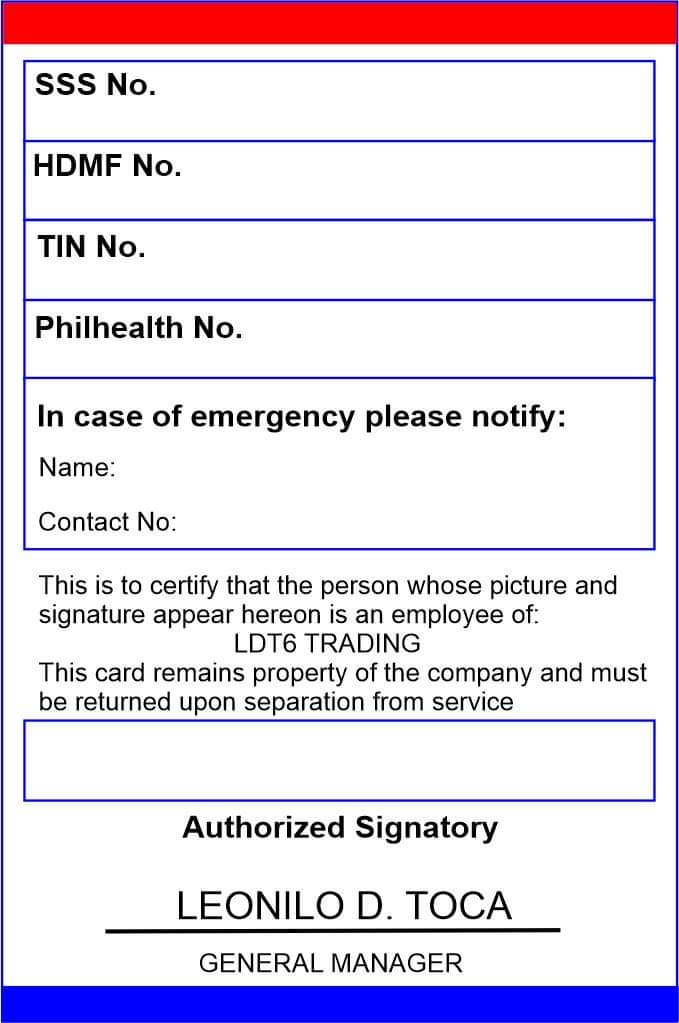 SSS No.
HDMF No.
TIN No.
Philhealth No.
In case of emergency please notify:
Name:
Contact No:
This is to certify that the person whose picture and
signature appear hereon is an employee of:
LDT6 TRADING
This card remains property of the company and must
be returned upon separation from service
Authorized Signatory
LEONILO D. TOCA
GENERAL MANAGER